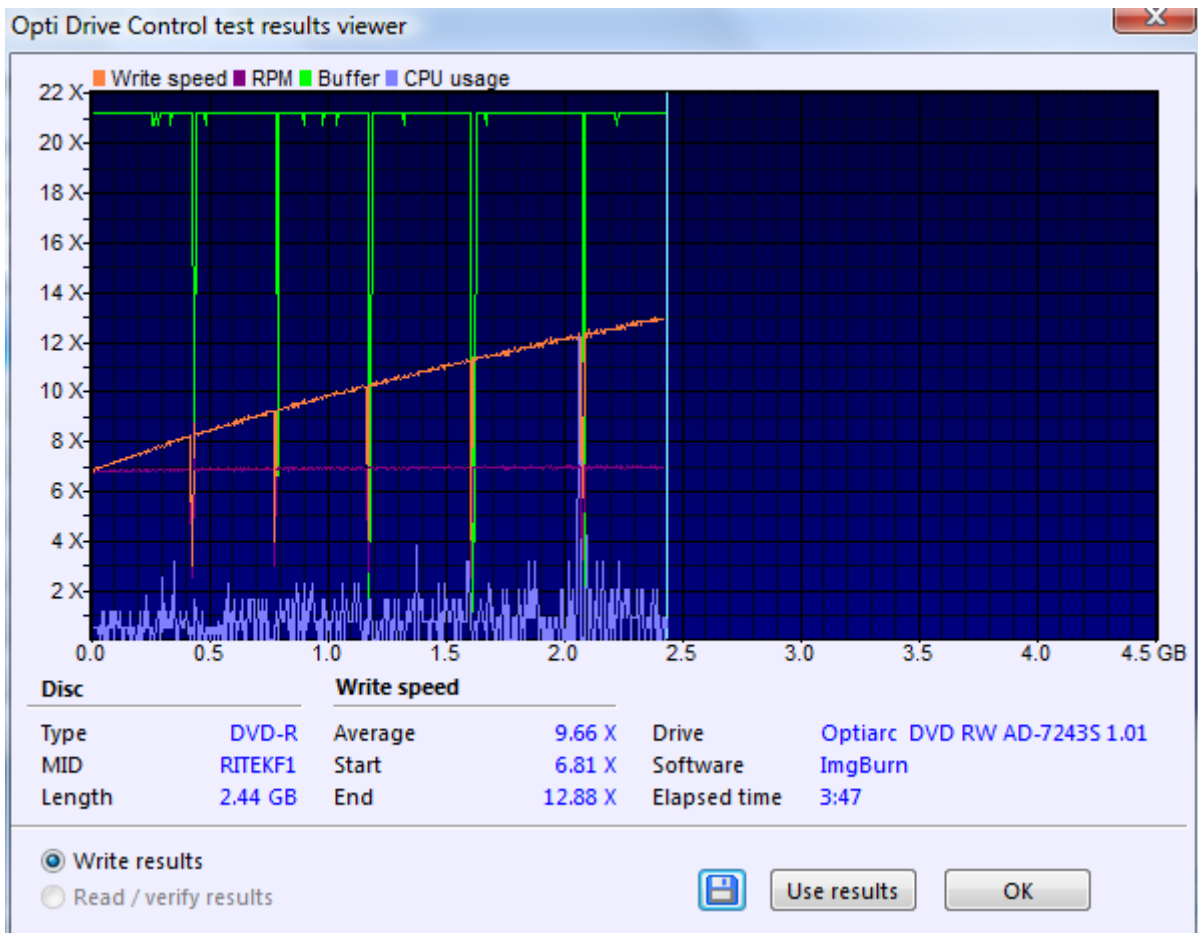 Opti Drive Control test results viewer
Write speed RPM Buffer CPU usage
22 X
20 X
18 X
16 X
14 X
12 X
10 X
8 X
6 X
4 X
2 X
0.0 0.5 1.0 1.5 2.0 2.5 3.0 3.5 4.0 4.5 GB
Disc Write speed
Type DVD-R Average 9.66 X Drive Optiarc DVD RW AD-7243S 1.01
MID RITEKF1 Start 6.81 X Software ImgBurn
Length 2.44 GB End 12.88 X Elapsed time 3:47
Write results
Read / verify results
Use results OK